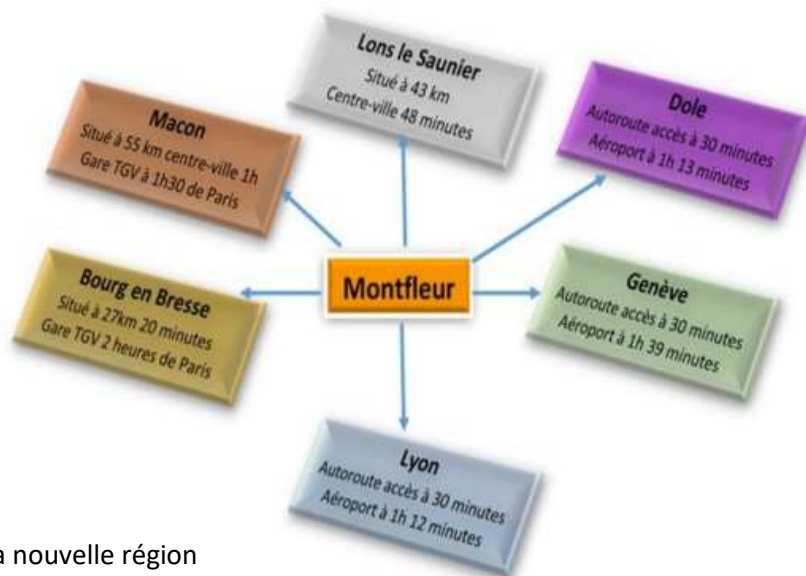 Lons le Saunier
Situé à 43 km
Centre-ville 48 minutes
Macon
Situé à 55 km centre-ville 1h
Gare TGV à 1h30 de Paris
Dole
Autoroute accès à 30 minutes
Aéroport à 1h 13 minutes
Bourg en Bresse
Situé à 27km 20 minutes
Gare TGV 2 heures de Paris
Montfleur
Genève
Autoroute accès à 30 minutes
Aéroport à 1h 39 minutes
Lyon
Autoroute accès à 30 minutes
Aéroport à 1h 12 minutes
a nouvelle région